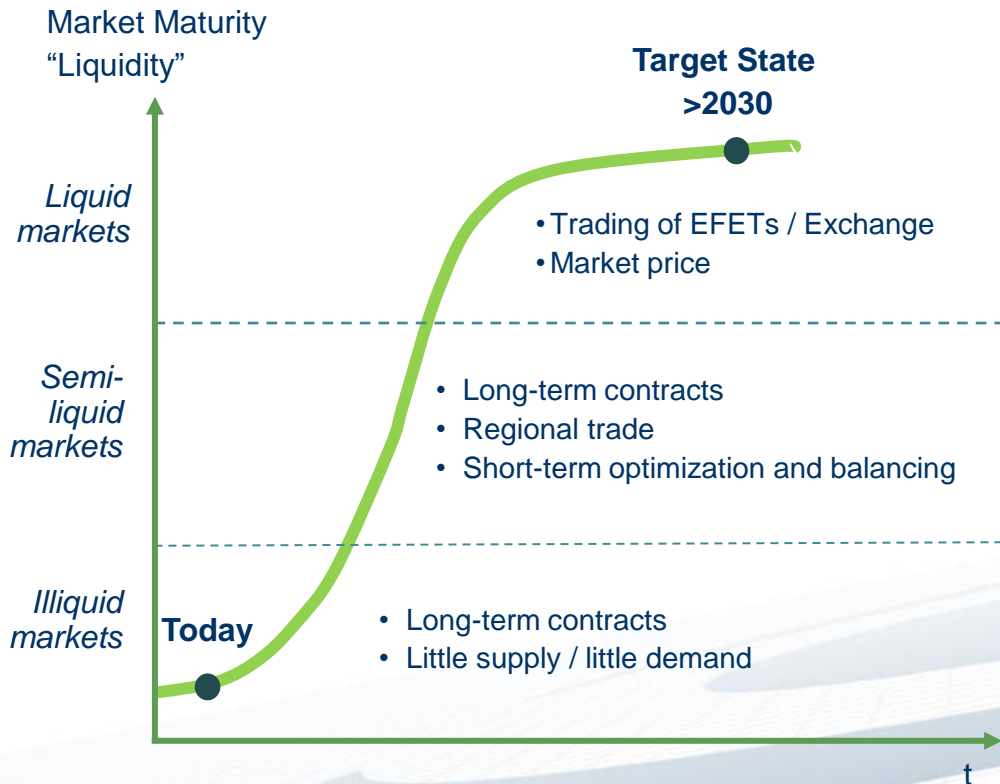 Market Maturity
“Liquidity”
Target State
>2030
Liquid
markets
•Trading of EFETs / Exchange
•Market price
Semi-
liquid
markets
• Long-term contracts
• Regional trade
• Short-term optimization and balancing
Illiquid
markets
Today
• Long-term contracts
• Little supply / little demand
t